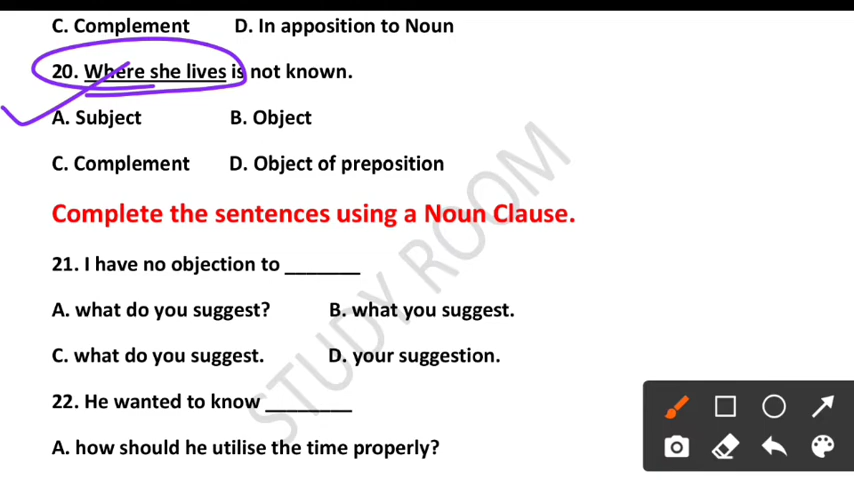 C. Complement D. In apposition to Noun
20. Where she lives is not known.
A. Subject B. Object
C. Complement D. Object of preposition
Complete the sentences using a Noun Clause.
21. I have no objection to _______
A. what do you suggest? B. what you suggest.
C. what do you suggest. D. your suggestion.
22. He wanted to know ________
A. how should he utilise the time properly?
STUDY ROOM